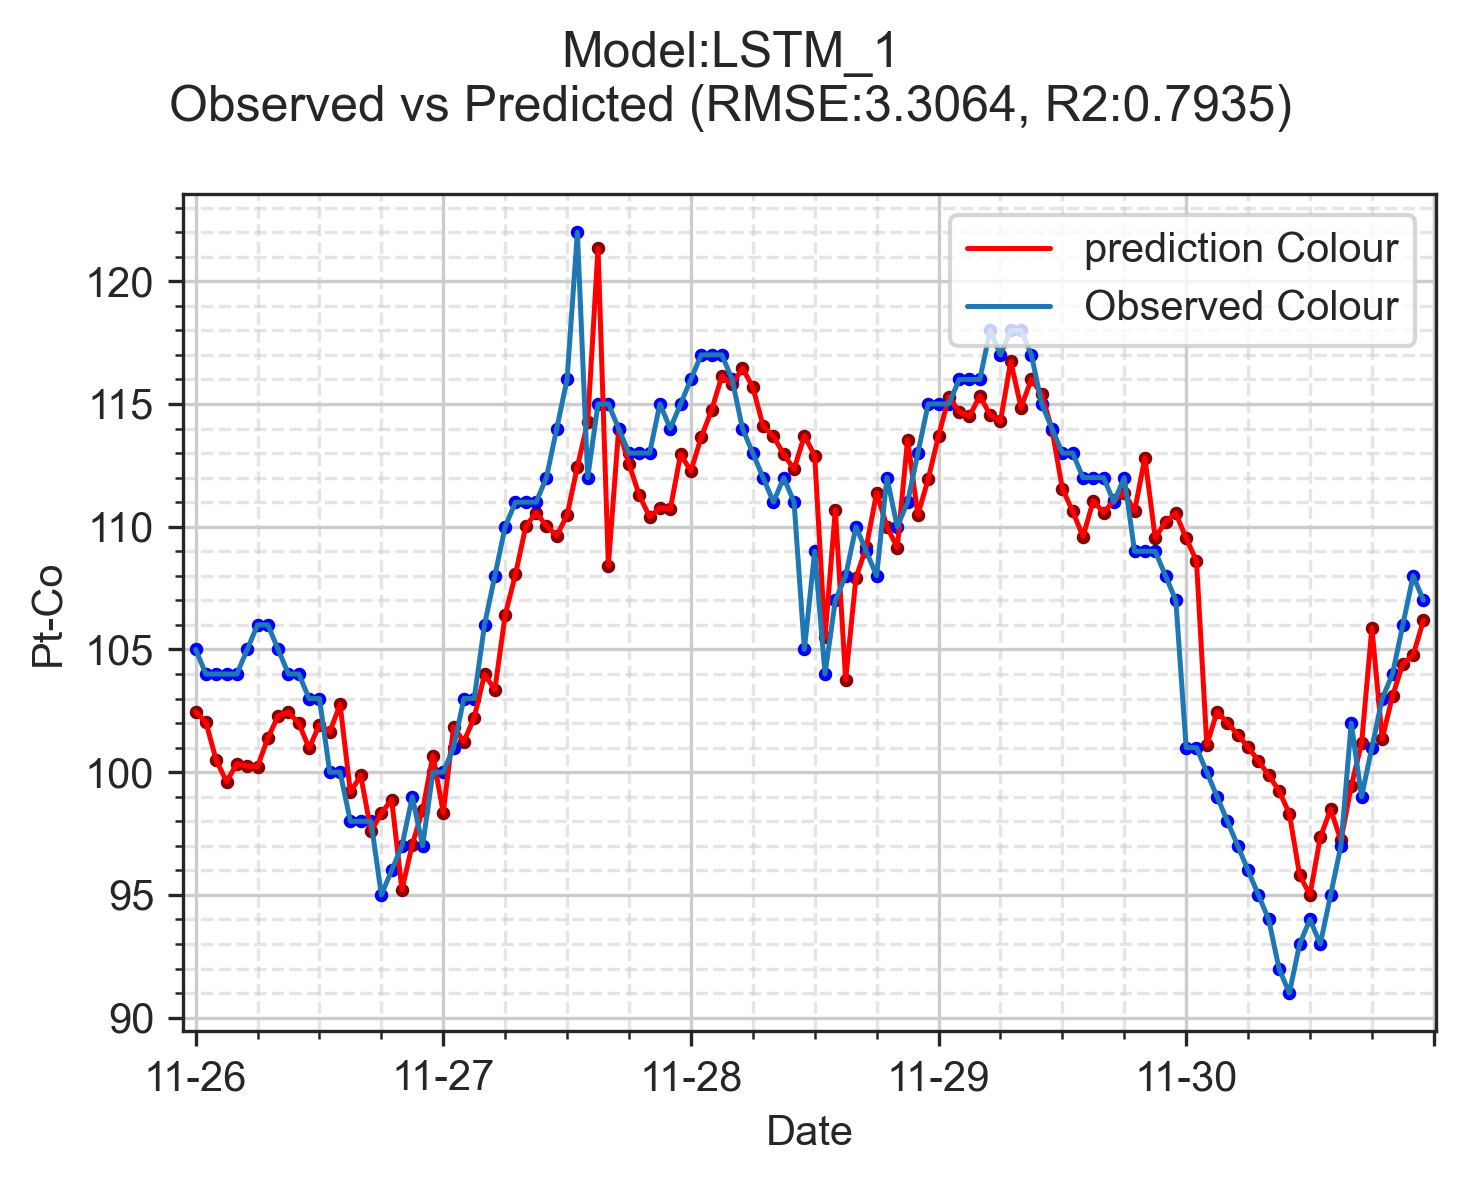 Model:LSTM_1
Observed vs Predicted (RMSE:3.3064, R2:0.7935)
prediction Colour
Observed Colour
120
115
110
105
100
95
90
Pt-Co
11-26
11-27
11-28
11-29
11-30
Date